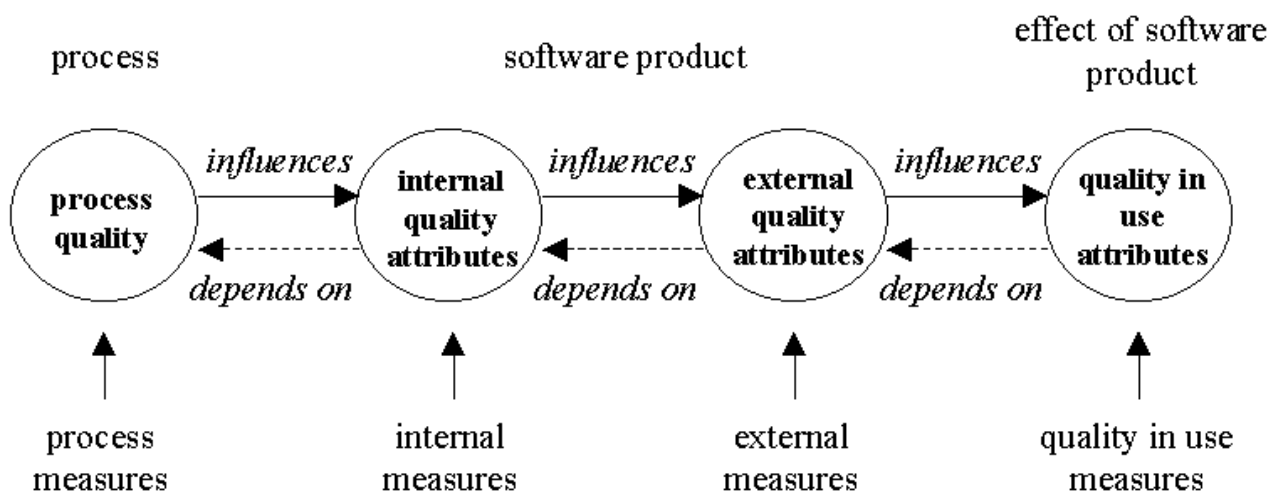 process
software product
effect of software
product
process
quality
influences
depends on
internal
quality
attributes
influences
depends on
external
quality
attributes
influences
depends on
quality in
use
attributes
process
measures
internal
measures
external
measures
quality in use
measures